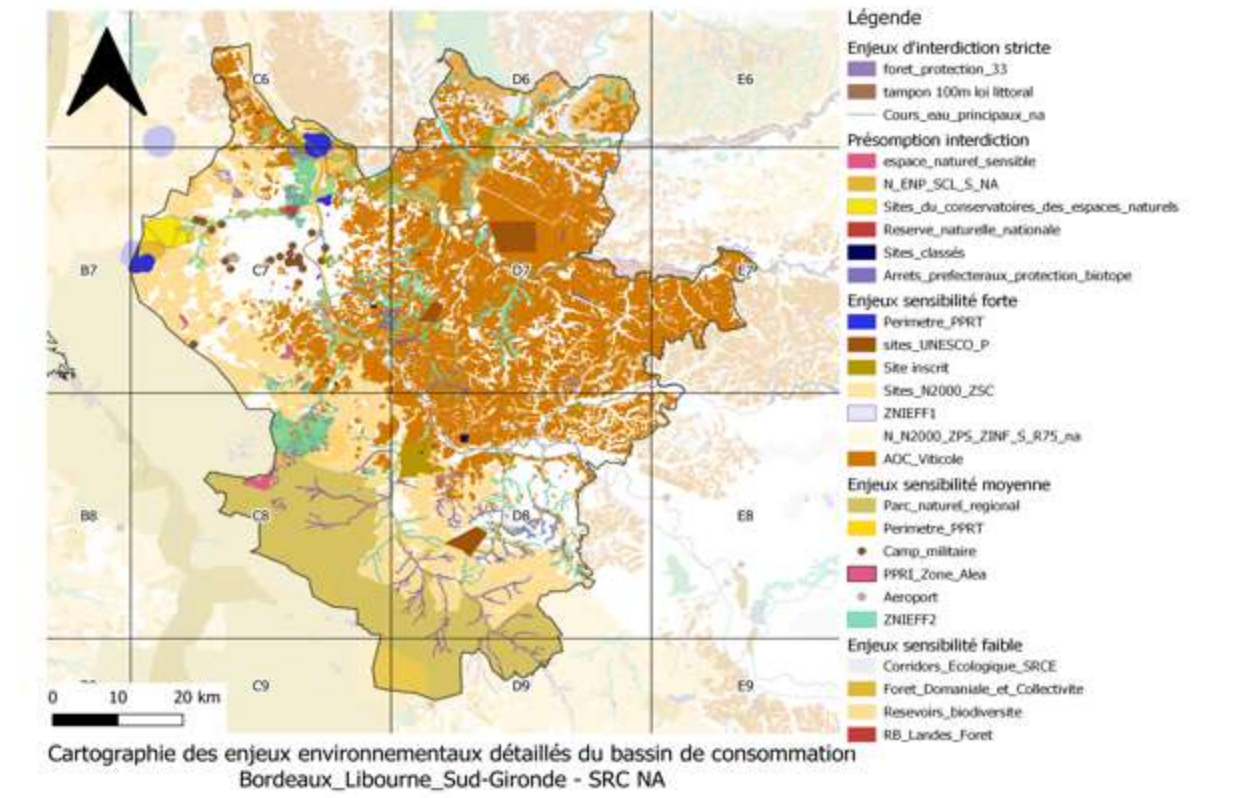 Légende
Enjeux d'interdiction stricte
foret_protection_33
tampon 100m loi littoral
Cours_eau_principaux_na
Présomption interdiction
espace_naturel_sensible
N_ENP_SCL_S_NA
Sites_du_conservatoires_des_espaces_naturels
Reserve_naturelle_nationale
Sites_classés
Arrets_prefecteraux_protection_biotope
Enjeux sensibilité forte
Perimetre_PPRT
sites_UNESCO_P
Site inscrit
Sites_N2000_ZSC
ZNIEFF1
N_N2000_ZPS_ZINF_S_R75_na
AOC_Viticole
Enjeux sensibilité moyenne
Parc_naturel_regional
Perimetre_PPRT
Camp_militaire
PPRI_Zone_Alea
Aeroport
ZNIEFF2
Enjeux sensibilité faible
Corridors_Ecologique_SRCE
Foret_Domaniale_et_Collectivite
Resevoirs_biodiversite
RB_Landes_Foret
C6 D6 E6
B7 C7 D7 E7
B8 C8 D8 E8
C9 D9 E9
0 10 20 km
Cartographie des enjeux environnementaux détaillés du bassin de consommation
Bordeaux_Libourne_Sud-Gironde - SRC NA